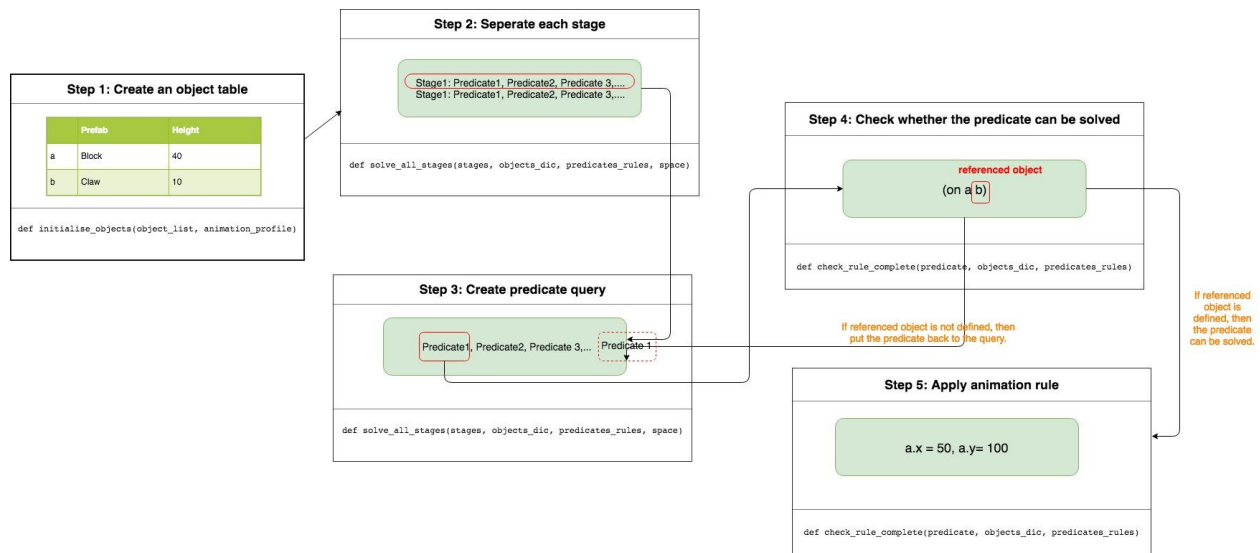 Step 1: Create an object table
Prefab Height
a Block 40
b Claw 10
def initialise_objects(object_list, animation_profile)
Step 2: Seperate each stage
Stage1: Predicate1, Predicate2, Predicate 3,....
Stage1: Predicate1, Predicate2, Predicate 3,....
def solve_all_stages(stages, objects_dic, predicates_rules, space)
Step 3: Create predicate query
Predicate1, Predicate2, Predicate 3,... Predicate 1
def solve_all_stages(stages, objects_dic, predicates_rules, space)
Step 4: Check whether the predicate can be solved
referenced object
(on a b)
def check_rule_complete(predicate, objects_dic, predicates_rules)
If referenced object is not defined, then
put the predicate back to the query.
If referenced
object is
defined, then
the predicate
can be solved.
Step 5: Apply animation rule
a.x = 50, a.y= 100
def check_rule_complete(predicate, objects_dic, predicates_rules)